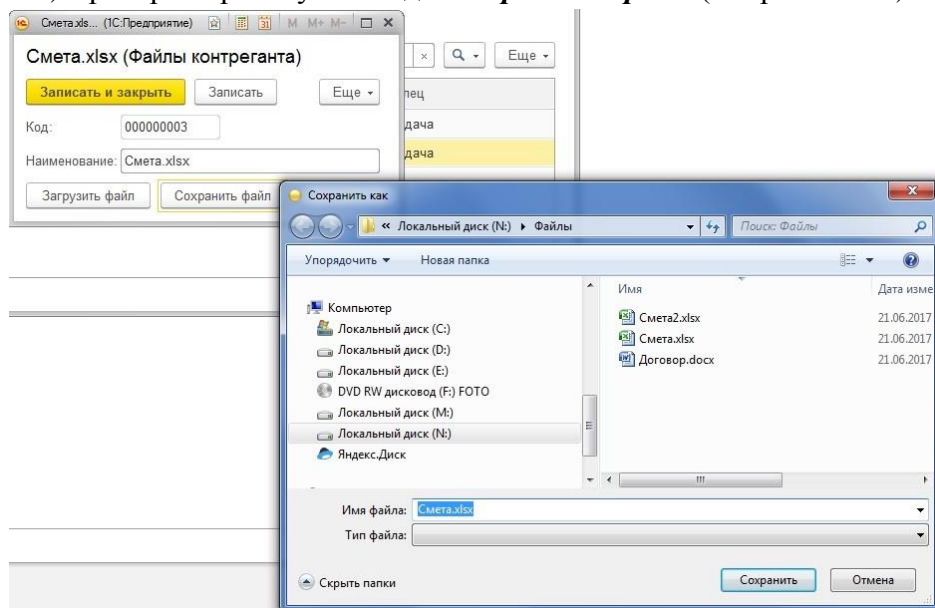 Смета.xls... (1С:Предприятие) 31 M M+ M-
Смета.xlsx (Файлы контреганта)
Записать и закрыть Записать Еще
Еще
Код: 000000003
Наименование: Смета.xlsx
дача
дача
Загрузить файл Сохранить файл
Сохранить как
Локальный диск (N:) Файлы Поиск: Файлы
Упорядочить Новая папка
Имя Дата изме
Компьютер
Локальный диск (C:)
Локальный диск (D:)
Локальный диск (E:)
DVD RW дисковод (F:) FOTO
Локальный диск (M:)
Локальный диск (N:)
Яндекс.Диск
Смета2.xlsx 21.06.2017
Смета.xlsx 21.06.2017
Договор.docx 21.06.2017
Имя файла: Смета.xlsx
Тип файла:
Скрыть папки Сохранить Отмена